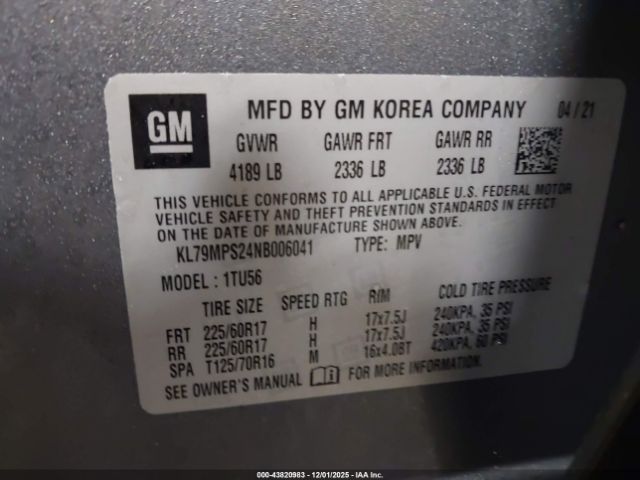 GM
MFD BY GM KOREA COMPANY 04/21
GVWR GAWR FRT GAWR RR
4189 LB 2336 LB 2336 LB
THIS VEHICLE CONFORMS TO ALL APPLICABLE U.S. FEDERAL MOTOR
VEHICLE SAFETY AND THEFT PREVENTION STANDARDS IN EFFECT
ON THE DATE OF MANUFACTURE SHOWN ABOVE.
KL79MPS24NB006041 TYPE: MPV
MODEL: 1TU56
TIRE SIZE SPEED RTG RIM COLD TIRE PRESSURE
FRT 225/60R17 H 17x7.5J 240KPA, 35 PSI
RR 225/60R17 H 17x7.5J 240KPA, 35 PSI
SPA T125/70R16 M 16x4.0BT 420KPA, 60 PSI
SEE OWNER'S MANUAL FOR MORE INFORMATION
000-43820983 - 12/01/2025 - IAA Inc.